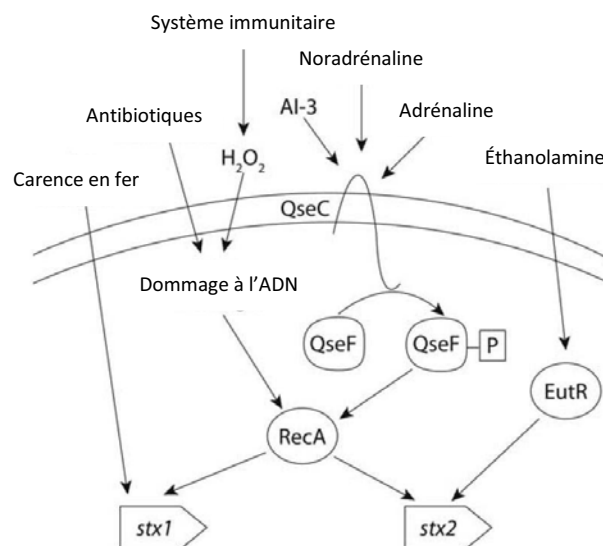 Système immunitaire
Noradrénaline
Antibiotiques
AI-3
Adrénaline
H₂O₂
Éthanolamine
Carence en fer
QseC
Dommage à l'ADN
QseF
QseF
P
EutR
RecA
stx1
stx2